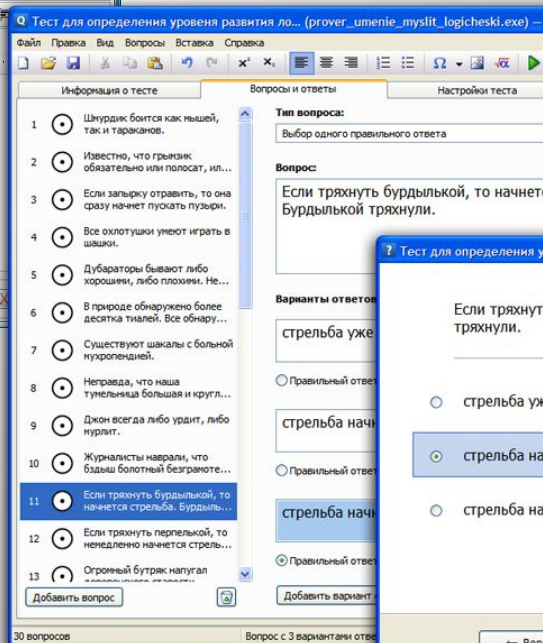 Тест для определения уровеня развития ло... (prover_umenie_myslit_logicheski.exe) —
Файл Правка Вид Вопросы Вставка Справка
Информация о тесте Вопросы и ответы Настройки теста
1 Шмурдик боится как мышей,
так и тараканов.
2 Известно, что грымзик
обязательно или полосат, ил...
3 Если запырку отравить, то она
сразу начнет пускать пузыри.
4 Все охлотушки умеют играть в
шашки.
5 Дубараторы бывают либо
хорошими, либо плохими. Не...
6 В природе обнаружено более
десятка тиалей. Все обнару...
7 Существуют шакалы с больной
нухропендией.
8 Неправда, что наша
тумельница большая и кругл...
9 Джон всегда либо урдит, либо
нурлит.
10 Журналисты наврали, что
бздыш болотный безграмоте...
11 Если тряхнуть бурдылькой, то
начнется стрельба. Бурдыль...
12 Если тряхнуть перпелькой, то
немедленно начнется стрель...
13 Огромный бутряк напугал
Добавить вопрос
30 вопросов
Тип вопроса:
Выбор одного правильного ответа
Вопрос:
Если тряхнуть бурдылькой, то начнетс
Бурдылькой тряхнули.
Варианты ответов
стрельба уже
Правильный ответ
стрельба нач
Правильный ответ
стрельба нач
Правильный ответ
Добавить вариант
Вопрос с 3 вариантами отве
Тест для определения у
Если тряхнут
тряхнули.
стрельба уж
стрельба на
стрельба на
← Воп